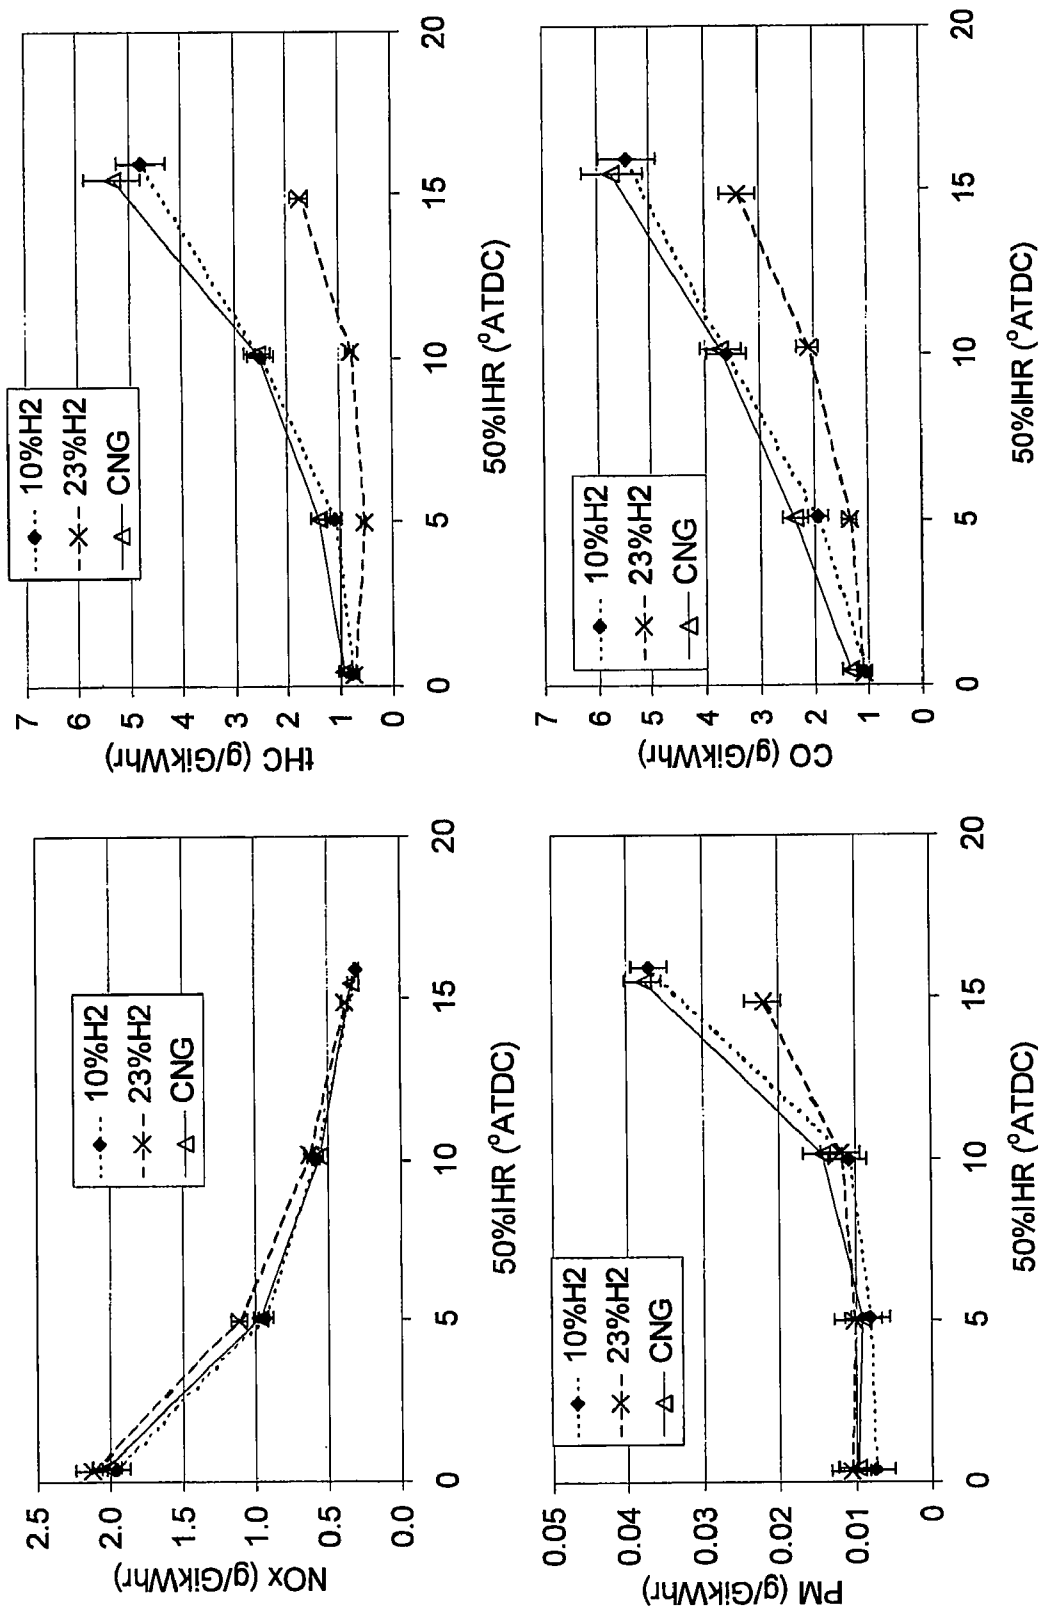 10%H2
23%H2
CNG
NOx (g/GikWhr)
2.5
2.0
1.5
1.0
0.5
0.0
0 5 10 15 20
50%IHR (°ATDC)
10%H2
23%H2
CNG
tHC (g/GikWhr)
7
6
5
4
3
2
1
0
0 5 10 15 20
50%IHR (°ATDC)
10%H2
23%H2
CNG
PM (g/GikWhr)
0.05
0.04
0.03
0.02
0.01
0
0 5 10 15 20
50%IHR (°ATDC)
10%H2
23%H2
CNG
CO (g/GikWhr)
7
6
5
4
3
2
1
0
0 5 10 15 20
50%IHR (°ATDC)